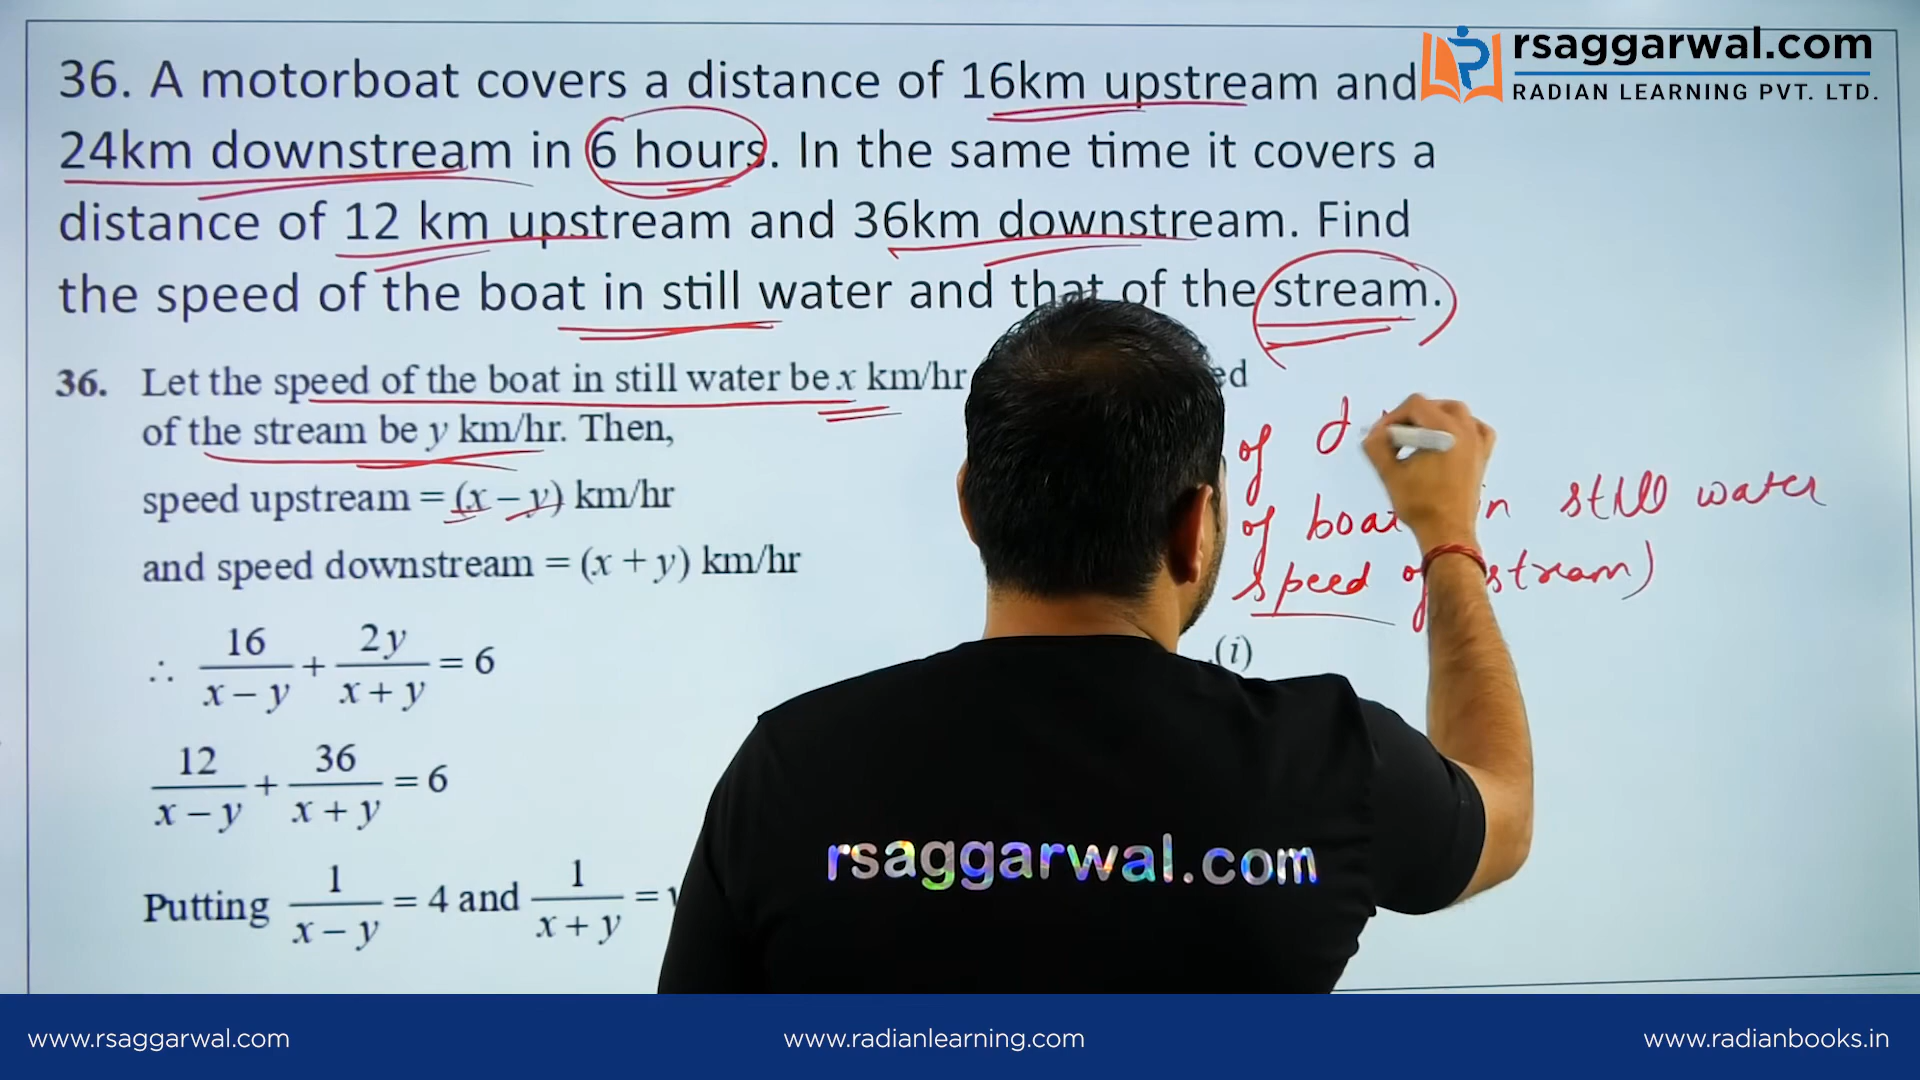 rsaggarwal.com
RADIAN LEARNING PVT. LTD.
36. A motorboat covers a distance of 16km upstream and
24km downstream in 6 hours. In the same time it covers a
distance of 12 km upstream and 36km downstream. Find
the speed of the boat in still water and that of the stream.
36. Let the speed of the boat in still water be x km/hr
of the stream be y km/hr. Then,
speed upstream = (x – y) km/hr
and speed downstream = (x + y) km/hr
∴ 16/(x – y) + 2y/(x + y) = 6
(i)
12/(x – y) + 36/(x + y) = 6
Putting 1/(x – y) = 4 and 1/(x + y) =
of
of boat in still water
speed of stream)
rsaggarwal.com
www.rsaggarwal.com
www.radianlearning.com
www.radianbooks.in